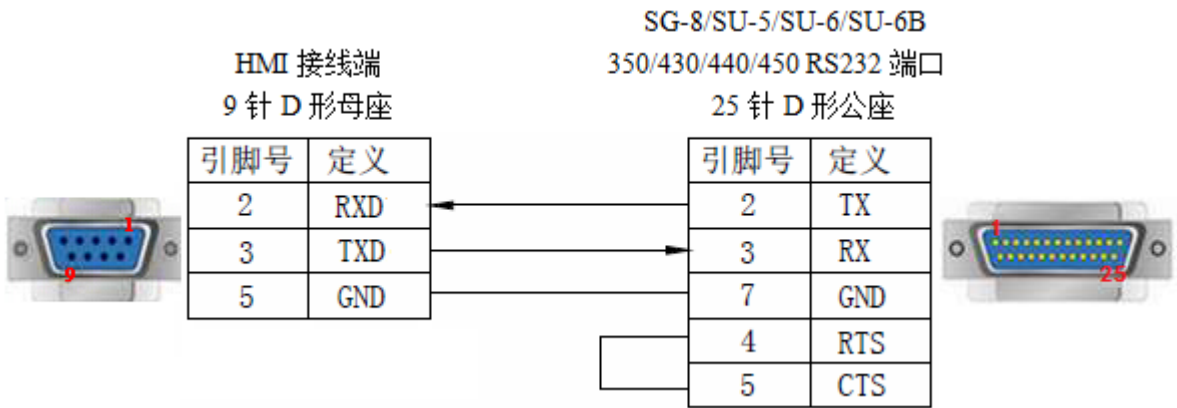 SG-8/SU-5/SU-6/SU-6B
HMI 接线端
350/430/440/450 RS232 端口
9 针 D 形母座
25 针 D 形公座
引脚号 定义
2 RXD
3 TXD
5 GND
引脚号 定义
2 TX
3 RX
7 GND
4 RTS
5 CTS
1
9
1
25